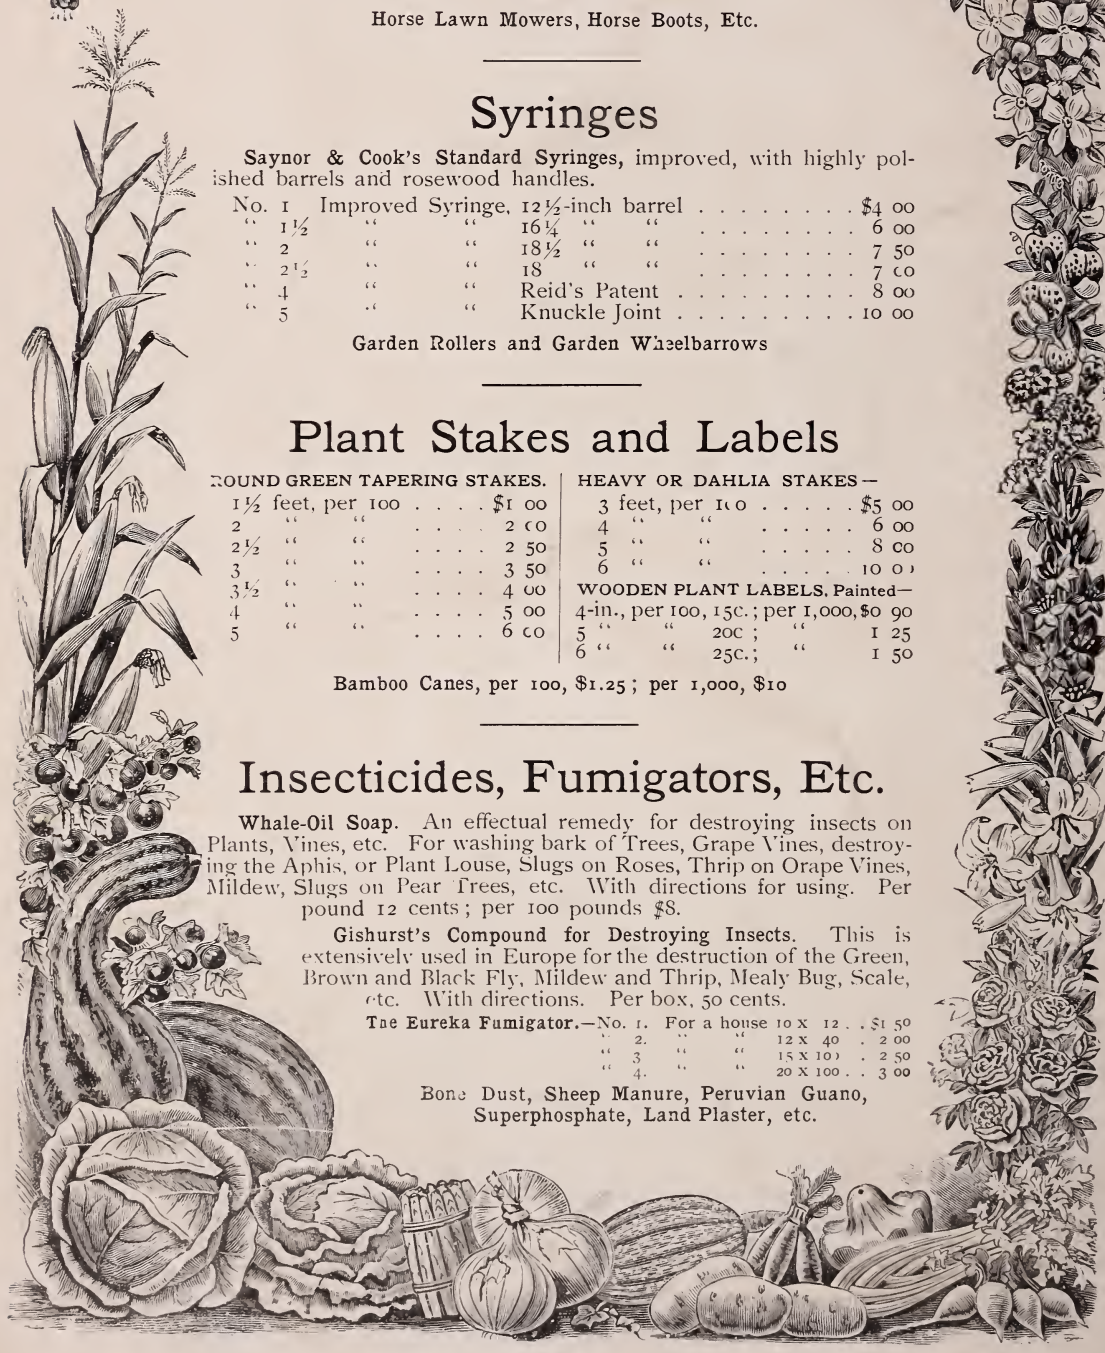 Horse Lawn Mowers, Horse Boots, Etc.
Syringes
Saynor & Cook's Standard Syringes, improved, with highly pol-
ished barrels and rosewood handles.
No. 1 Improved Syringe, 12½-inch barrel . . . . . . . . $4 00
“ 1½ “ “ 16¼ “ “ . . . . . . . . 6 00
“ 2 “ “ 18½ “ “ . . . . . . . . 7 50
“ 2½ “ “ 18 “ “ . . . . . . . . 7 00
“ 4 “ “ Reid's Patent . . . . . . . . . 8 00
“ 5 “ “ Knuckle Joint . . . . . . . . . 10 00
Garden Rollers and Garden Wheelbarrows
Plant Stakes and Labels
ROUND GREEN TAPERING STAKES.
1½ feet, per 100 . . . . $1 00
2 “ “ . . . . 2 00
2½ “ “ . . . . 2 50
3 “ “ . . . . 3 50
3½ “ “ . . . . 4 00
4 “ “ . . . . 5 00
5 “ “ . . . . 6 00
HEAVY OR DAHLIA STAKES—
3 feet, per 100 . . . . . $5 00
4 “ “ . . . . . 6 00
5 “ “ . . . . . 8 00
6 “ “ . . . . . 10 00
WOODEN PLANT LABELS, Painted—
4-in., per 100, 15c.; per 1,000, $0 90
5 “ “ 20c ; “ 1 25
6 “ “ 25c.; “ 1 50
Bamboo Canes, per 100, $1.25; per 1,000, $10
Insecticides, Fumigators, Etc.
Whale-Oil Soap. An effectual remedy for destroying insects on
Plants, Vines, etc. For washing bark of Trees, Grape Vines, destroy-
ing the Aphis, or Plant Louse, Slugs on Roses, Thrip on Orape Vines,
Mildew, Slugs on Pear Trees, etc. With directions for using. Per
pound 12 cents; per 100 pounds $8.
Gishurst's Compound for Destroying Insects. This is
extensively used in Europe for the destruction of the Green,
Brown and Black Fly, Mildew and Thrip, Mealy Bug, Scale,
etc. With directions. Per box, 50 cents.
The Eureka Fumigator.—No. 1. For a house 10 X 12 . . $1 50
“ 2. “ “ 12 X 40 . 2 00
“ 3 “ “ 15 X 100 . 2 50
“ 4. “ “ 20 X 100 . . 3 00
Bone Dust, Sheep Manure, Peruvian Guano,
Superphosphate, Land Plaster, etc.